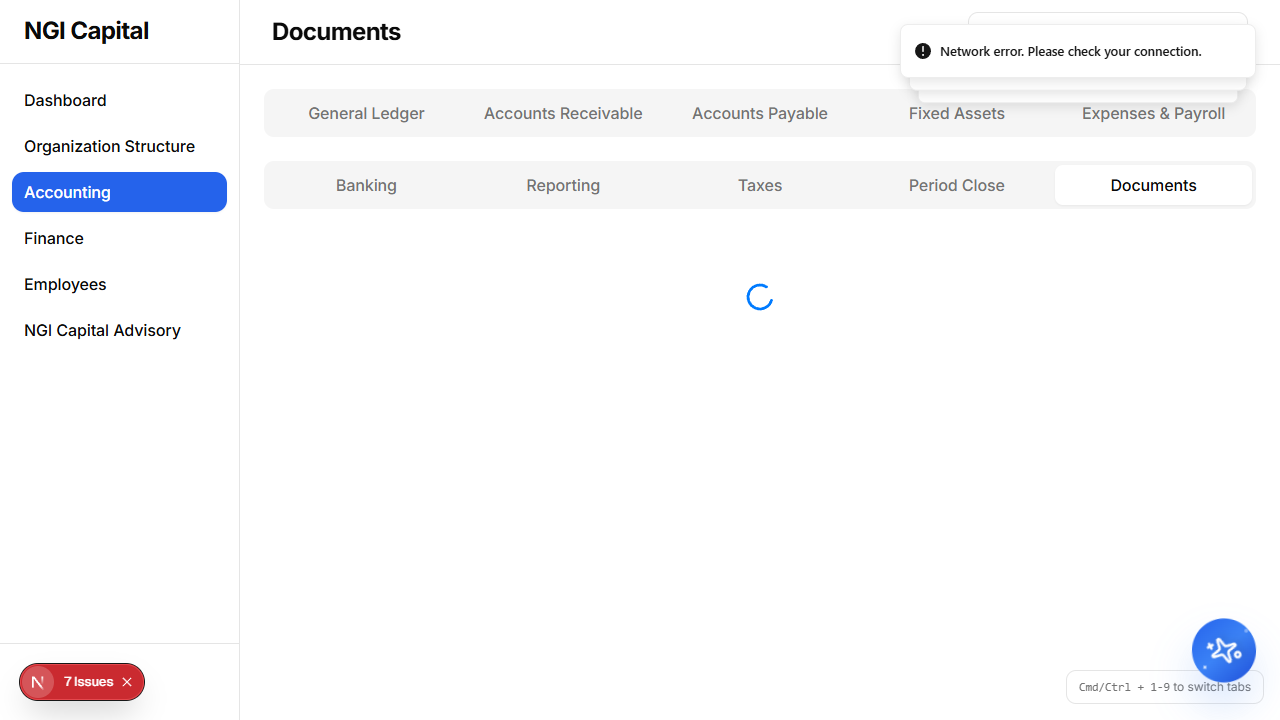 NGI Capital
Documents
Network error. Please check your connection.
Dashboard
Organization Structure
Accounting
Finance
Employees
NGI Capital Advisory
General Ledger
Accounts Receivable
Accounts Payable
Fixed Assets
Expenses & Payroll
Banking
Reporting
Taxes
Period Close
Documents
N
7 Issues
Cmd/Ctrl + 1-9 to switch tabs